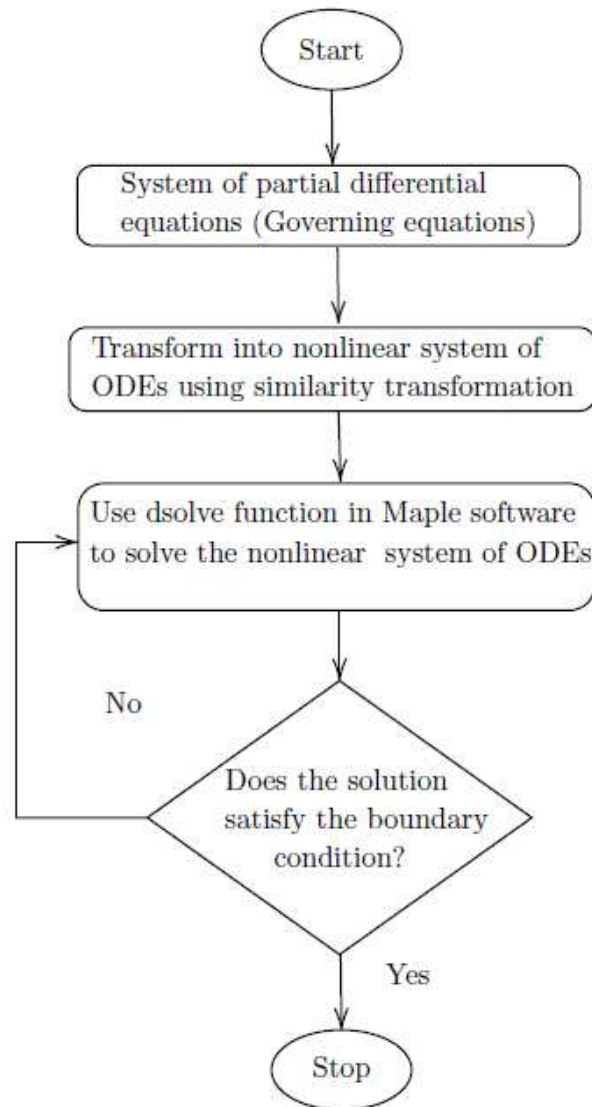 Start
System of partial differential
equations (Governing equations)
Transform into nonlinear system of
ODEs using similarity transformation
Use dsolve function in Maple software
to solve the nonlinear system of ODEs
No
Does the solution
satisfy the boundary
condition?
Yes
Stop